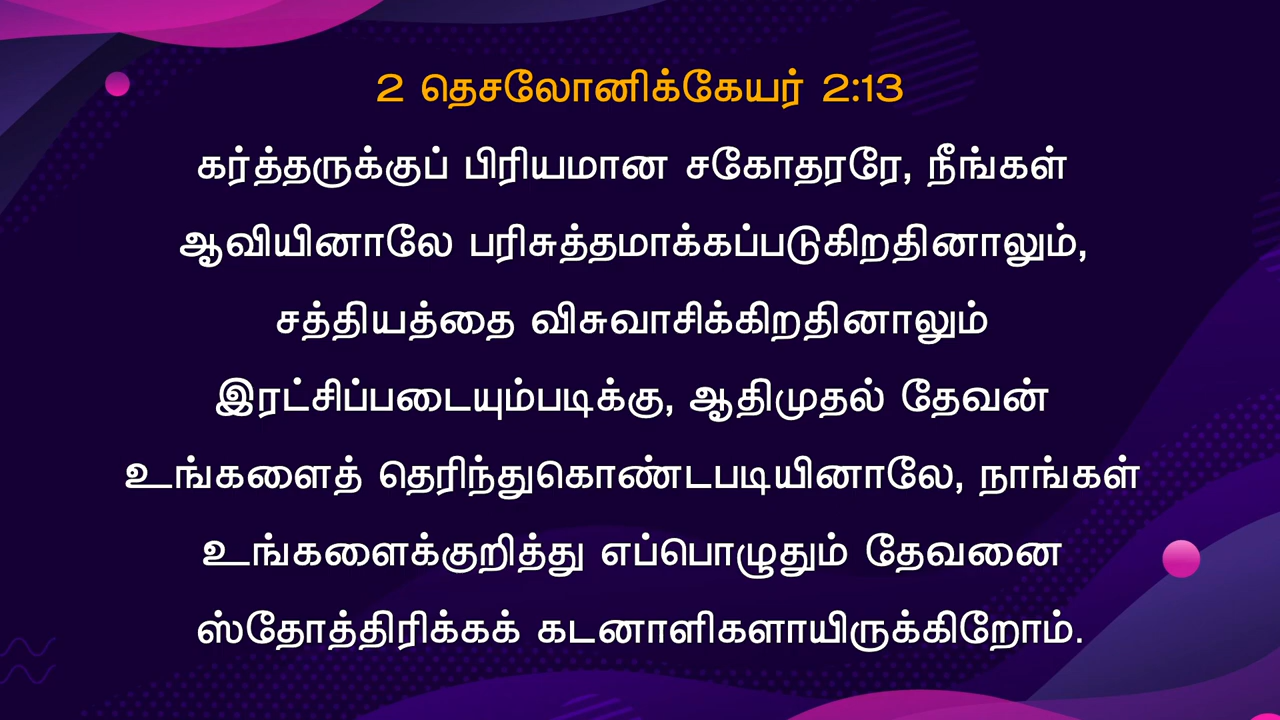 2 தெசலோனிக்கேயர் 2:13
கர்த்தருக்குப் பிரியமான சகோதரரே, நீங்கள்
ஆவியினாலே பரிசுத்தமாக்கப்படுகிறதினாலும்,
சத்தியத்தை விசுவாசிக்கிறதினாலும்
இரட்சிப்படையும்படிக்கு, ஆதிமுதல் தேவன்
உங்களைத் தெரிந்துகொண்டபடியினாலே, நாங்கள்
உங்களைக்குறித்து எப்பொழுதும் தேவனை
ஸ்தோத்திரிக்கக் கடனாளிகளாயிருக்கிறோம்.